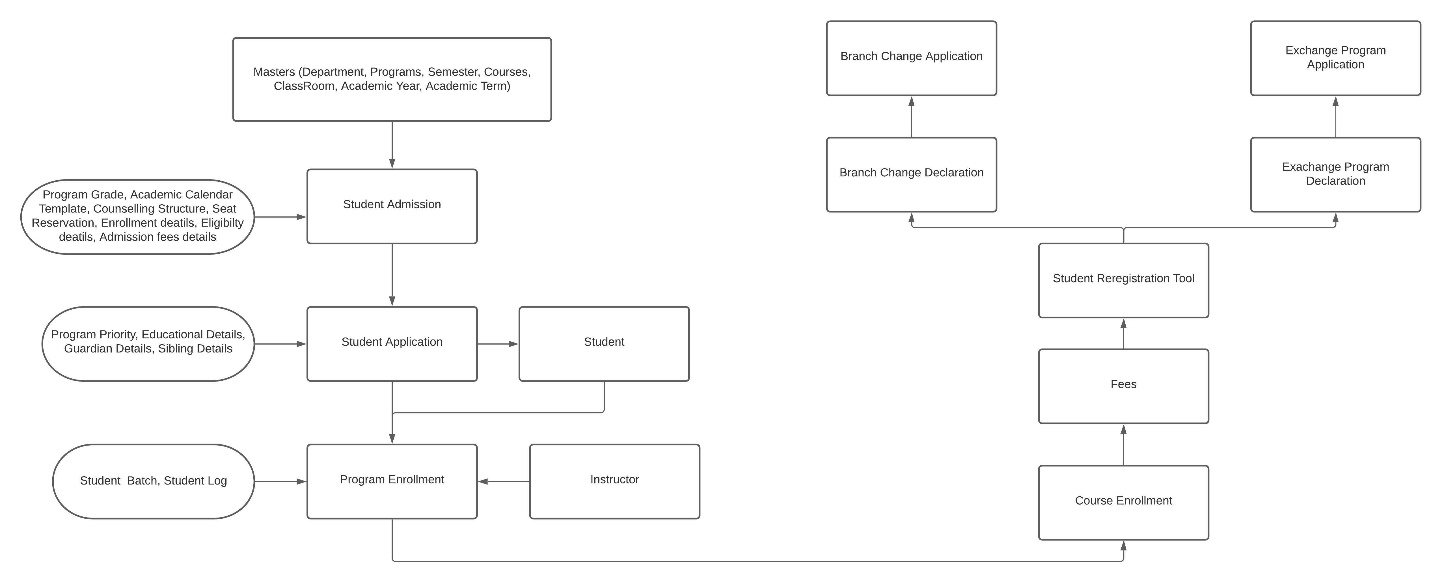 Branch Change Application
Exchange Program
Application
Masters (Department, Programs, Semester, Courses,
ClassRoom, Academic Year, Academic Term)
Branch Change Declaration
Exachange Program
Declaration
Program Grade, Academic Calendar
Template, Counselling Structure, Seat
Reservation, Enrollment deatils, Eligibilty
deatils, Admission fees details
Student Admission
Student Reregistration Tool
Program Priority, Educational Details,
Guardian Details, Sibling Details
Student Application
Student
Fees
Student  Batch, Student Log
Program Enrollment
Instructor
Course Enrollment